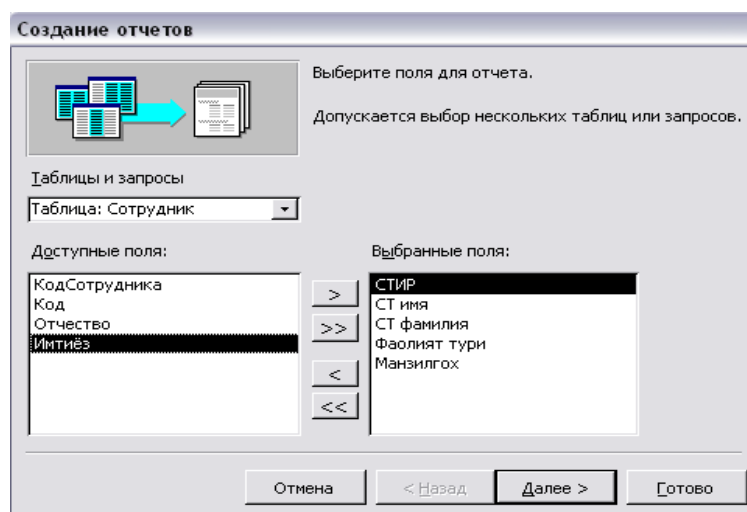 Создание отчетов
Выберите поля для отчета.
Допускается выбор нескольких таблиц или запросов.
Таблицы и запросы
Таблица: Сотрудник
Доступные поля:
КодСотрудника
Код
Отчество
Имтиёз
>
>>
<
<<
Выбранные поля:
СТИР
СТ имя
СТ фамилия
Фаолият тури
Манзилгох
Отмена
< Назад
Далее >
Готово